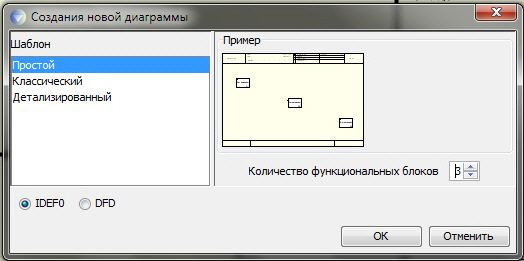 Создания новой диаграммы
Шаблон
Простой
Классический
Детализированный
Пример
Количество функциональных блоков 3
IDEF0 DFD
OK Отменить